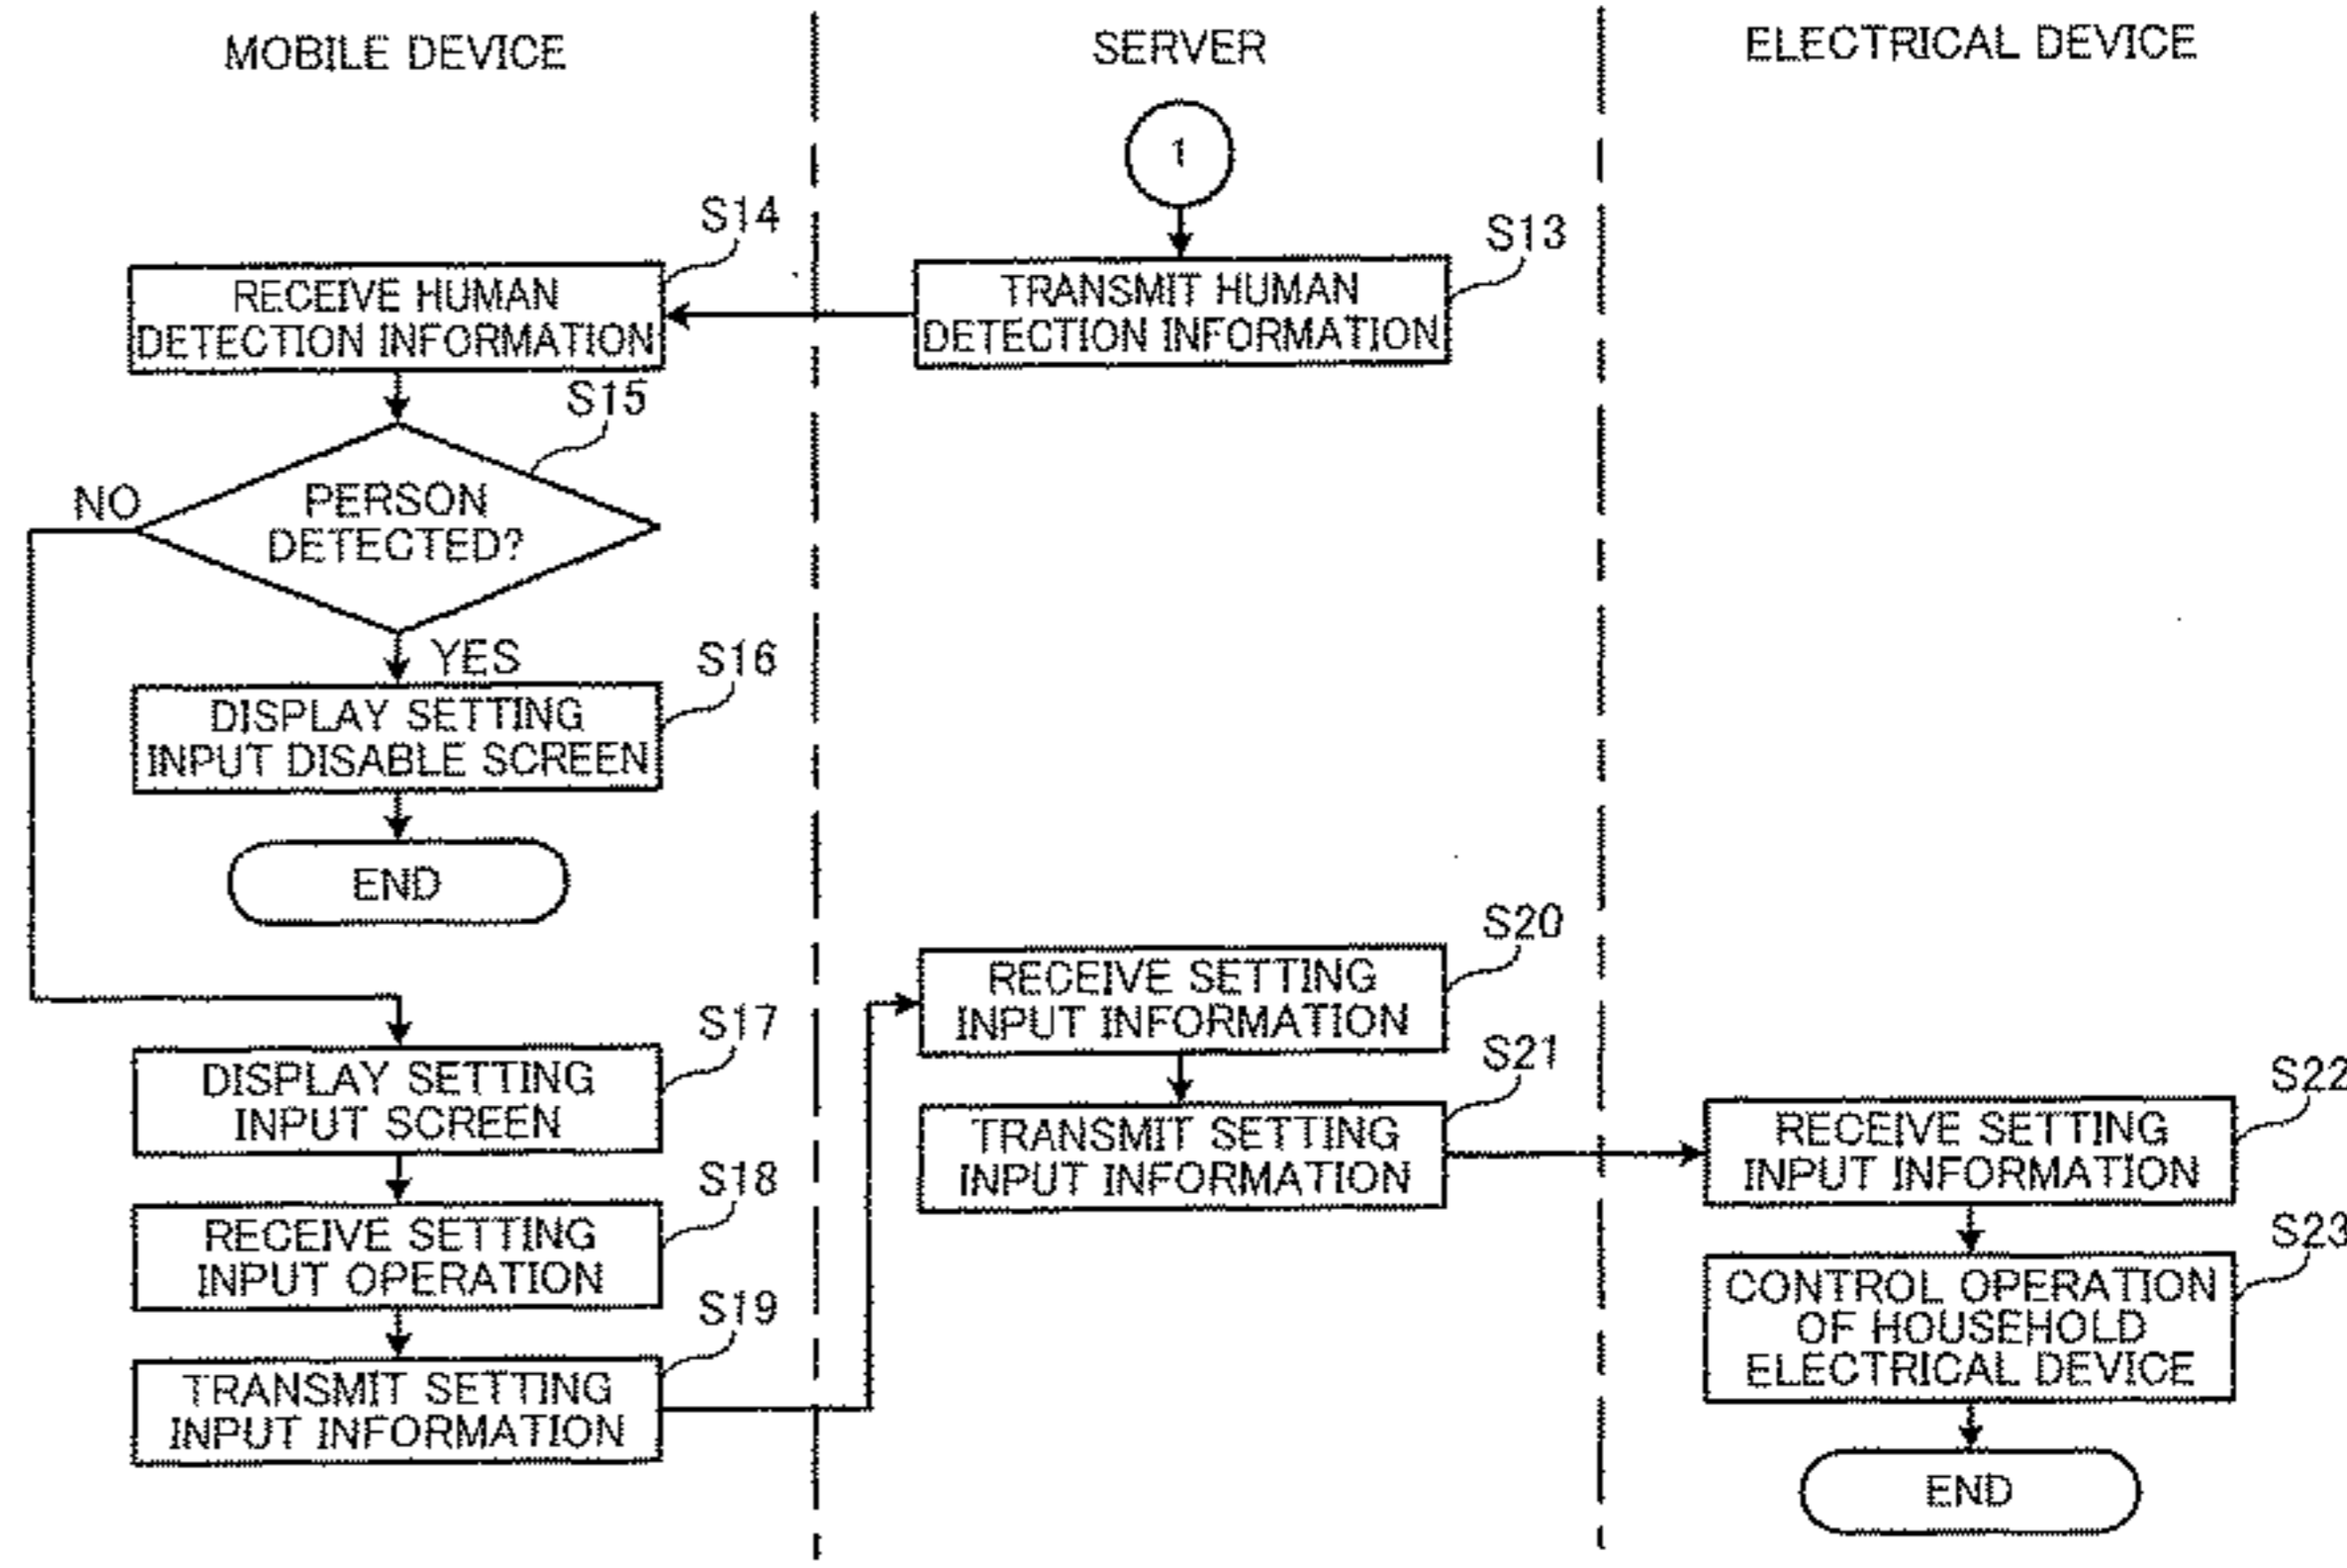 MOBILE DEVICE
SERVER
ELECTRICAL DEVICE
1
S13
TRANSMIT HUMAN
DETECTION INFORMATION
S14
RECEIVE HUMAN
DETECTION INFORMATION
S15
PERSON
DETECTED?
NO
YES
S16
DISPLAY SETTING
INPUT DISABLE SCREEN
END
S17
DISPLAY SETTING
INPUT SCREEN
S18
RECEIVE SETTING
INPUT OPERATION
S19
TRANSMIT SETTING
INPUT INFORMATION
S20
RECEIVE SETTING
INPUT INFORMATION
S21
TRANSMIT SETTING
INPUT INFORMATION
S22
RECEIVE SETTING
INPUT INFORMATION
S23
CONTROL OPERATION
OF HOUSEHOLD
ELECTRICAL DEVICE
END